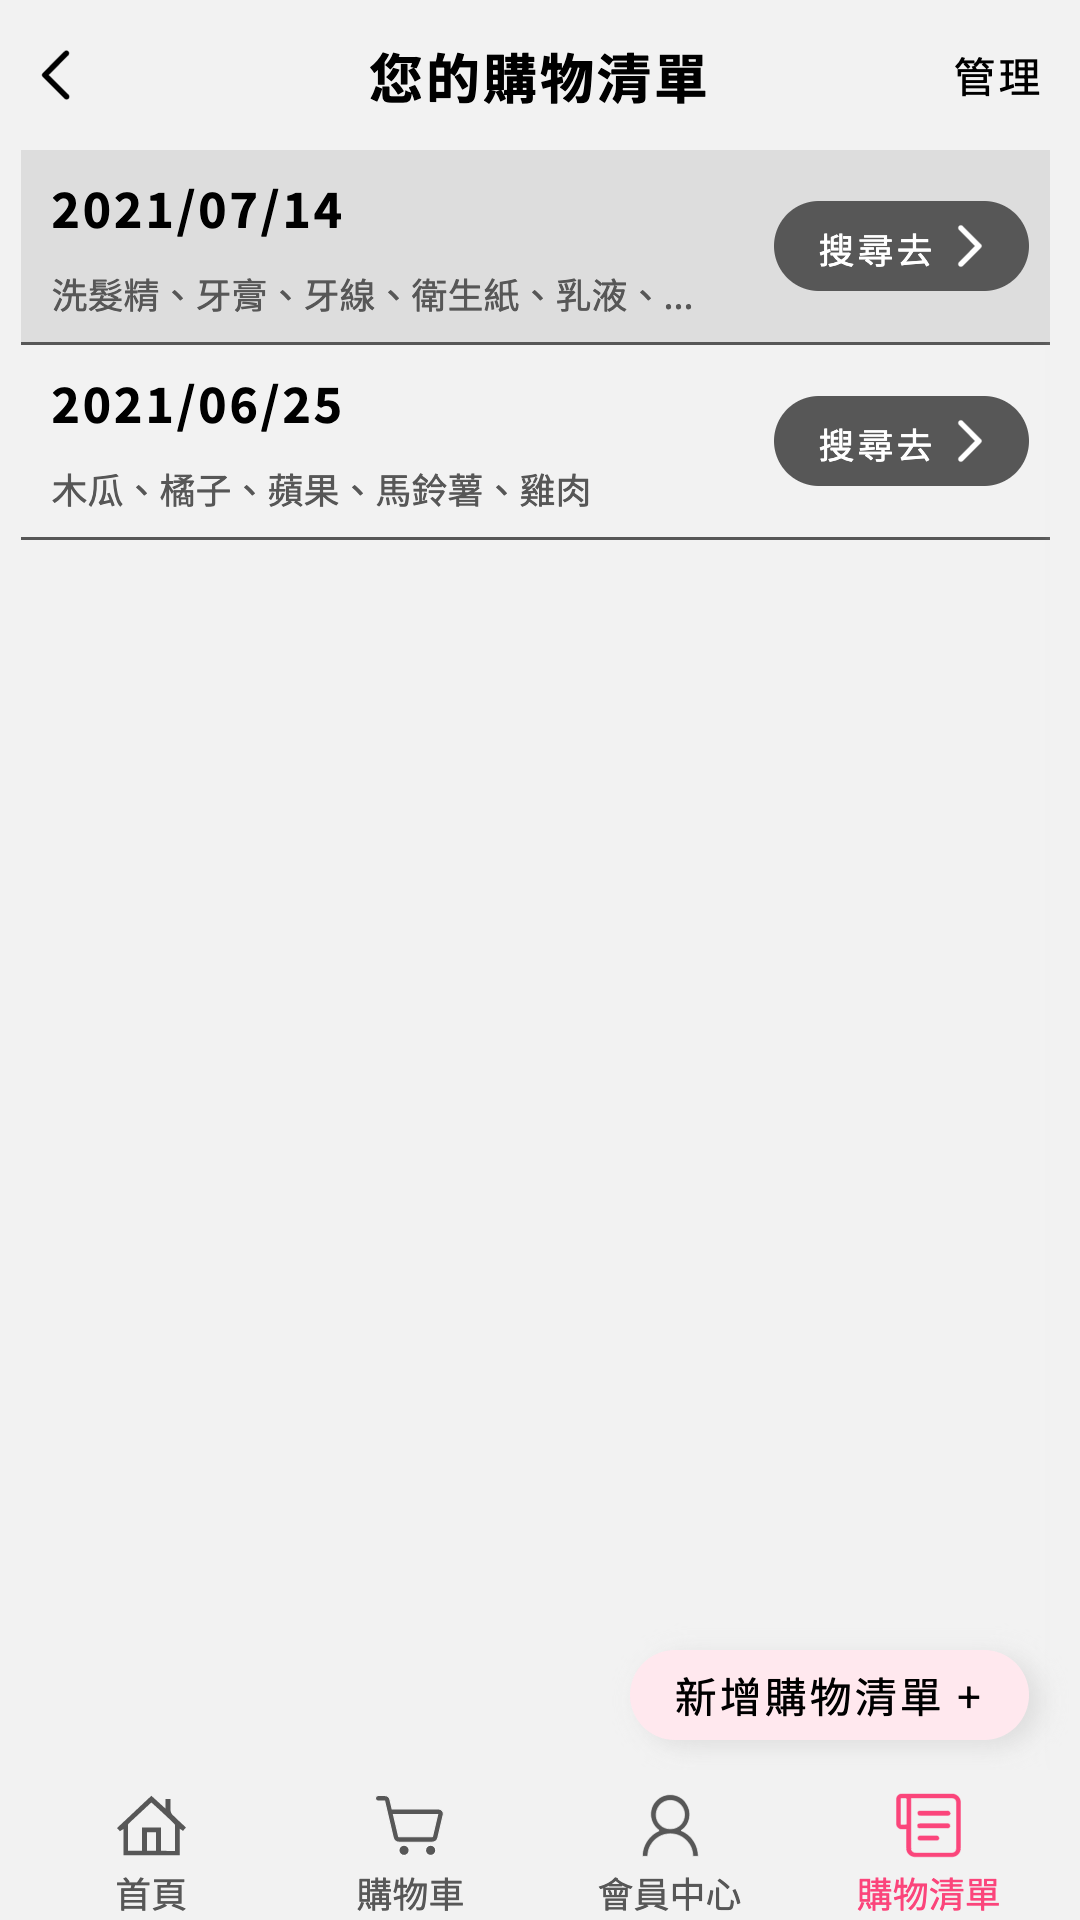 您的購物清單
管理
2021/07/14
洗髮精、牙膏、牙線、衛生紙、乳液、...
搜尋去
2021/06/25
木瓜、橘子、蘋果、馬鈴薯、雞肉
搜尋去
新增購物清單 +
首頁
購物車
會員中心
購物清單